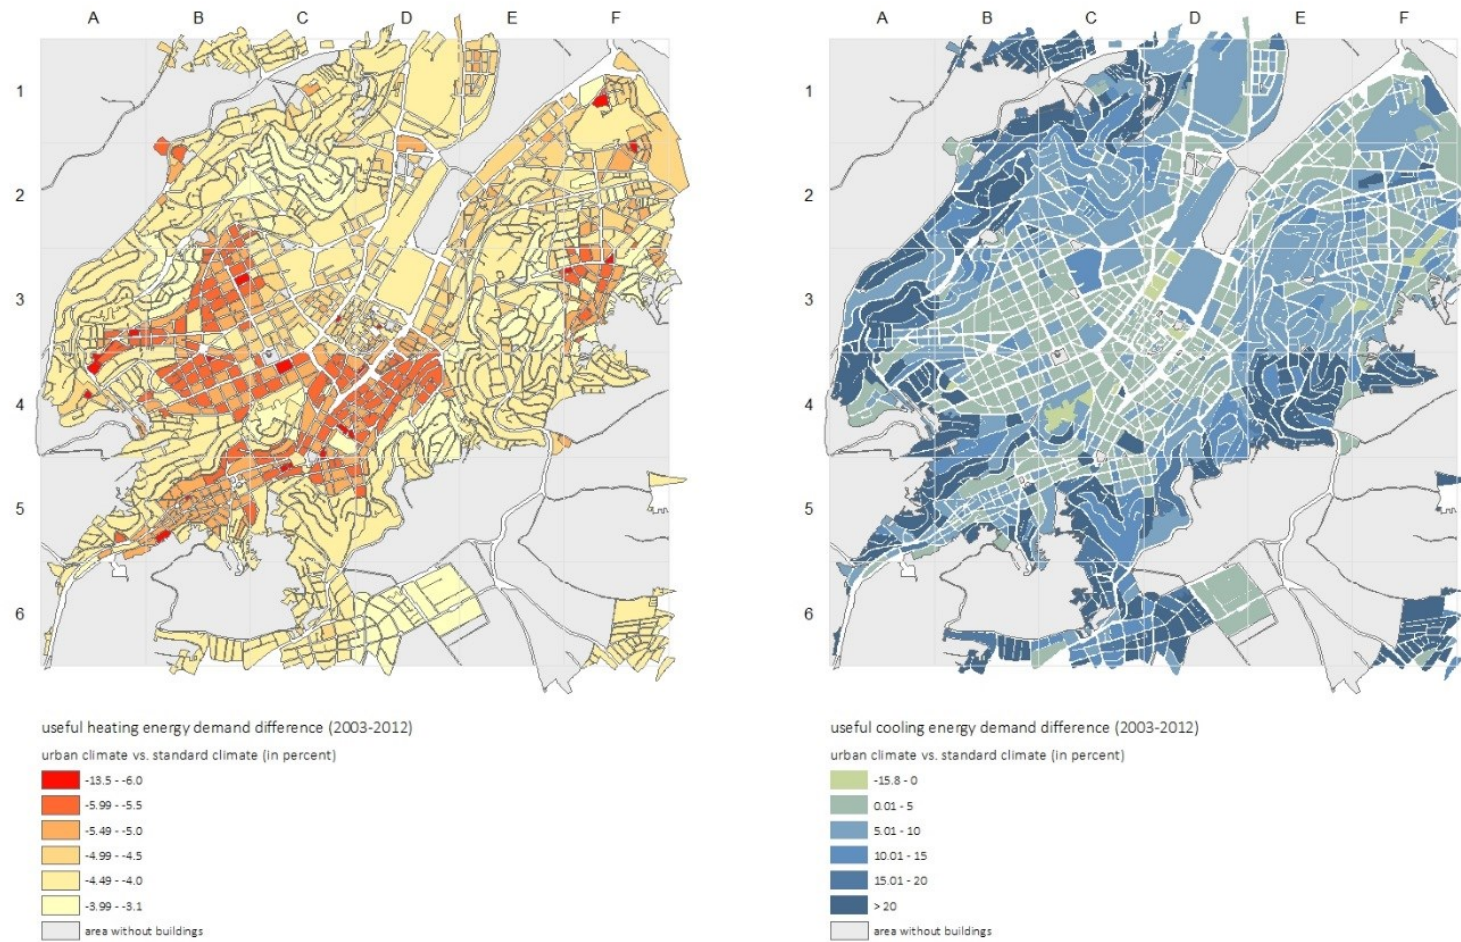 A B C D E F
A B C D E F
1
1
2
2
3
3
4
4
5
5
6
6
useful heating energy demand difference (2003-2012)
urban climate vs. standard climate (in percent)
-13.5 - -6.0
-5.99 - -5.5
-5.49 - -5.0
-4.99 - -4.5
-4.49 - -4.0
-3.99 - -3.1
area without buildings
useful cooling energy demand difference (2003-2012)
urban climate vs. standard climate (in percent)
-15.8 - 0
0.01 - 5
5.01 - 10
10.01 - 15
15.01 - 20
> 20
area without buildings